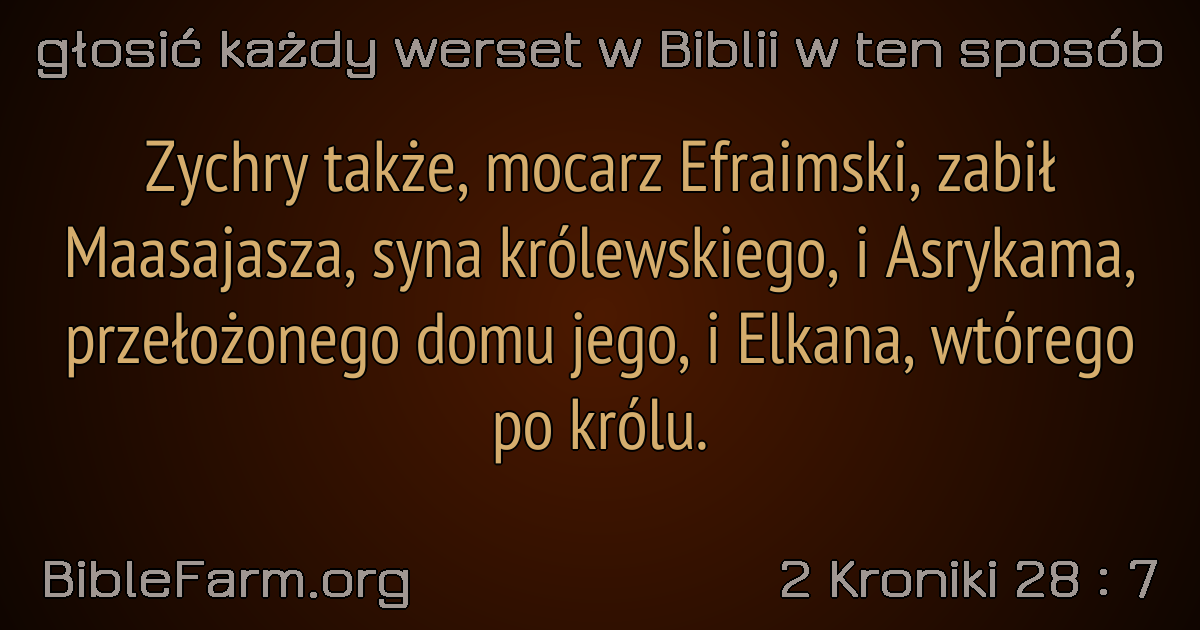 głosić każdy werset w Biblii w ten sposób
Zychry także, mocarz Efraimski, zabił
Maasajasza, syna królewskiego, i Asrykama,
przełożonego domu jego, i Elkana, wtórego
po królu.
BibleFarm.org
2 Kroniki 28 : 7